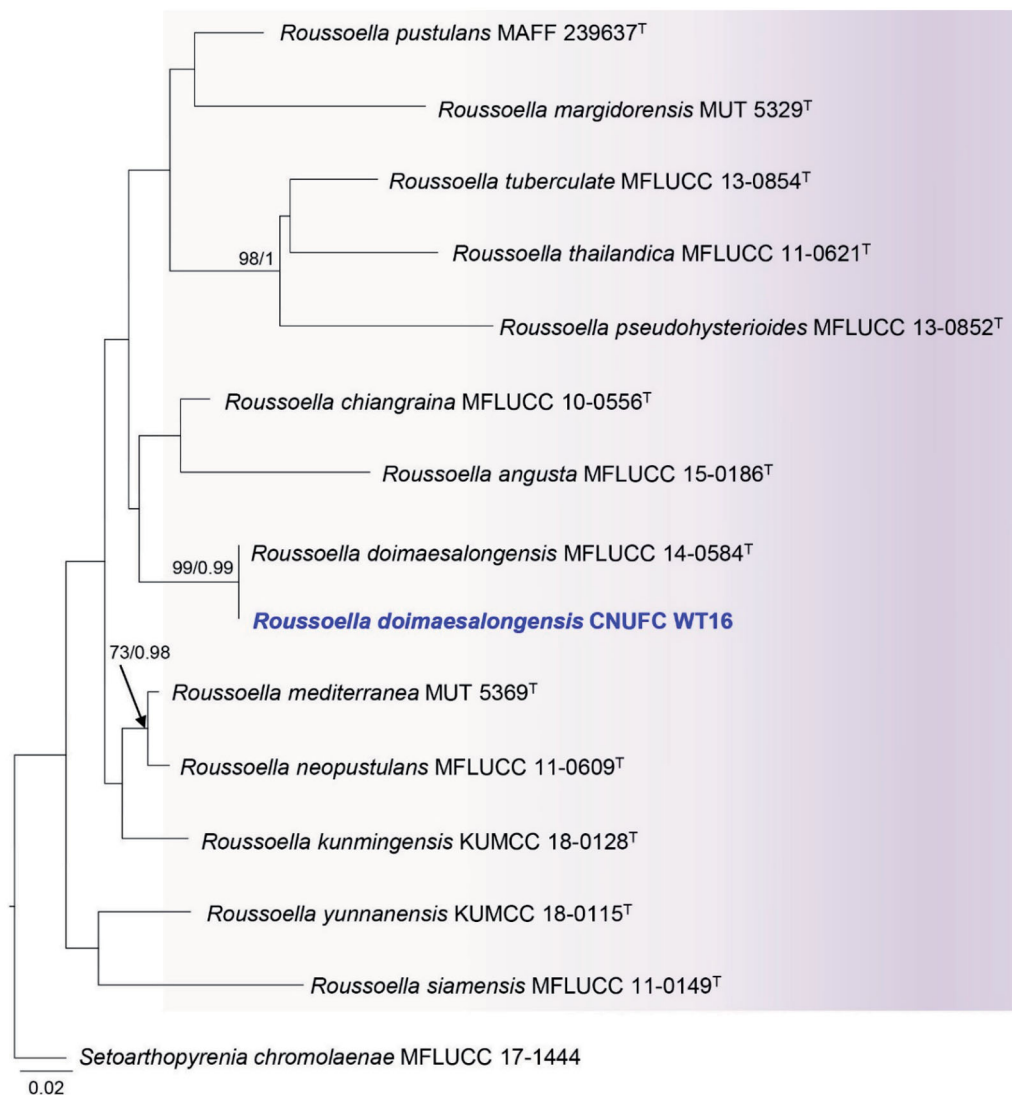 Roussoella pustulans MAFF 239637ᵀ
Roussoella margidorensis MUT 5329ᵀ
Roussoella tuberculate MFLUCC 13-0854ᵀ
98/1
Roussoella thailandica MFLUCC 11-0621ᵀ
Roussoella pseudohysterioides MFLUCC 13-0852ᵀ
Roussoella chiangraina MFLUCC 10-0556ᵀ
Roussoella angusta MFLUCC 15-0186ᵀ
Roussoella doimaesalongensis MFLUCC 14-0584ᵀ
99/0.99
Roussoella doimaesalongensis CNUFC WT16
73/0.98
Roussoella mediterranea MUT 5369ᵀ
Roussoella neopustulans MFLUCC 11-0609ᵀ
Roussoella kunmingensis KUMCC 18-0128ᵀ
Roussoella yunnanensis KUMCC 18-0115ᵀ
Roussoella siamensis MFLUCC 11-0149ᵀ
Setoarthopyrenia chromolaenae MFLUCC 17-1444
0.02